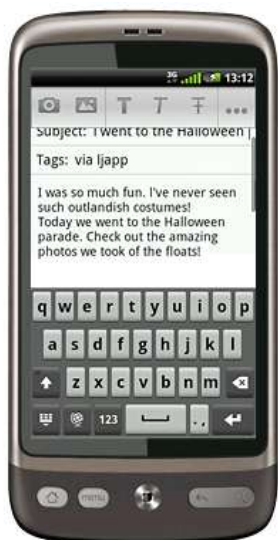 3G 13:12
T T T ...
Subject: I went to the Halloween
Tags: via ljapp
I was so much fun. I've never seen
such outlandish costumes!
Today we went to the Halloween
parade. Check out the amazing
photos we took of the floats!
q w e r t y u i o p
a s d f g h j k l
z x c v b n m
123 . ,
menu